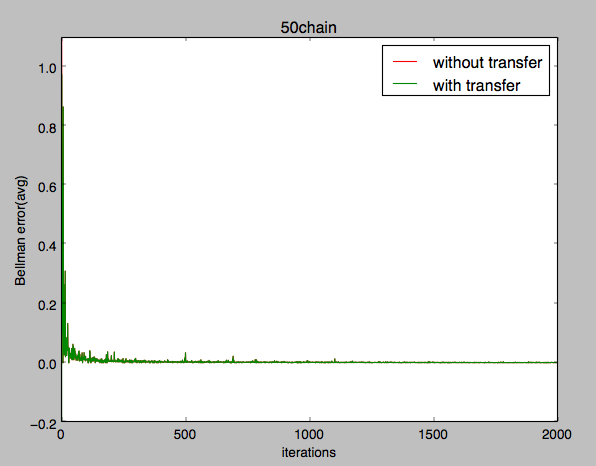 50chain
without transfer
with transfer
1.0
0.8
0.6
0.4
0.2
0.0
−0.2
Bellman error(avg)
0 500 1000 1500 2000
iterations